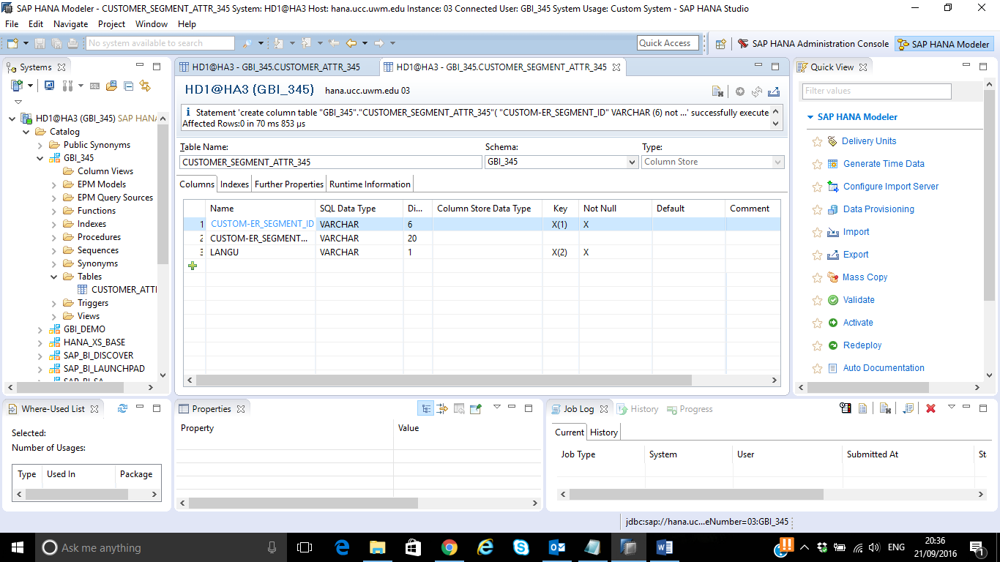 SAP HANA Modeler - CUSTOMER_SEGMENT_ATTR_345 System: HD1@HA3 Host: hana.ucc.uwm.edu Instance: 03 Connected User: GBI_345 System Usage: Custom System - SAP HANA Studio
File Edit Navigate Project Window Help
No system available to search
Quick Access
SAP HANA Administration Console
SAP HANA Modeler
Systems
HD1@HA3 (GBI_345) SAP HANA
Catalog
Public Synonyms
GBI_345
Column Views
EPM Models
EPM Query Sources
Functions
Indexes
Procedures
Sequences
Synonyms
Tables
CUSTOMER_ATTI
Triggers
Views
GBI_DEMO
HANA_XS_BASE
SAP_BI_DISCOVER
SAP_BI_LAUNCHPAD
HD1@HA3 - GBI_345.CUSTOMER_ATTR_345
HD1@HA3 - GBI_345.CUSTOMER_SEGMENT_ATTR_345
HD1@HA3 (GBI_345) hana.ucc.uwm.edu 03
Statement 'create column table "GBI_345"."CUSTOMER_SEGMENT_ATTR_345"( "CUSTOM-ER_SEGMENT_ID" VARCHAR (6) not ...' successfully execute
Affected Rows:0 in 70 ms 853 µs
Table Name: Schema: Type:
CUSTOMER_SEGMENT_ATTR_345 GBI_345 Column Store
Columns Indexes Further Properties Runtime Information
Name SQL Data Type Di... Column Store Data Type Key Not Null Default Comment
1 CUSTOM-ER_SEGMENT_ID VARCHAR 6 X(1) X
2 CUSTOM-ER_SEGMENT... VARCHAR 20
3 LANGU VARCHAR 1 X(2) X
Quick View
Filter values
SAP HANA Modeler
Delivery Units
Generate Time Data
Configure Import Server
Data Provisioning
Import
Export
Mass Copy
Validate
Activate
Redeploy
Auto Documentation
Where-Used List
Selected:
Number of Usages:
Type Used In Package
Properties
Property Value
Job Log History Progress
Current History
Job Type System User Submitted At St
jdbc:sap://hana.uc...eNumber=03:GBI_345
Ask me anything
ENG
20:36
21/09/2016
1